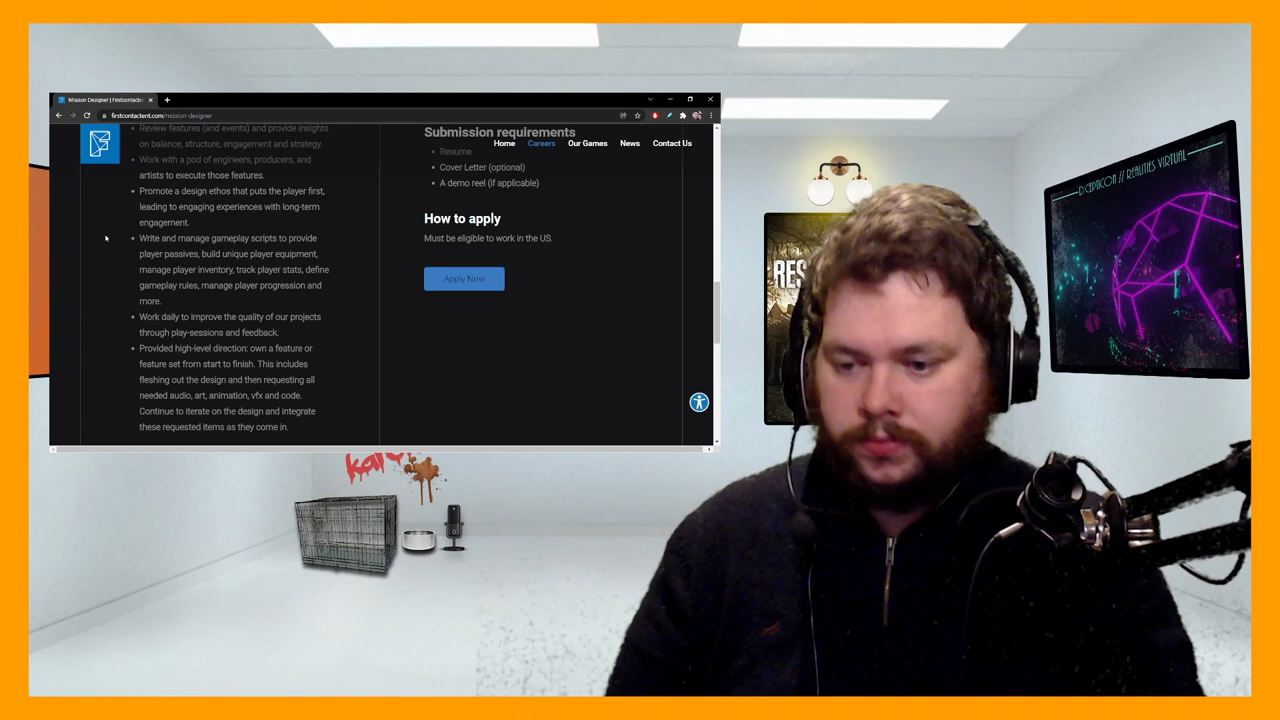 Mission Designer | Firstcontacte
firstcontactent.com/mission-designer
Home Careers Our Games News Contact Us
Review features (and events) and provide insights
on balance, structure, engagement and strategy.
Work with a pod of engineers, producers, and
artists to execute those features.
Promote a design ethos that puts the player first,
leading to engaging experiences with long-term
engagement.
Write and manage gameplay scripts to provide
player passives, build unique player equipment,
manage player inventory, track player stats, define
gameplay rules, manage player progression and
more.
Work daily to improve the quality of our projects
through play-sessions and feedback.
Provided high-level direction: own a feature or
feature set from start to finish. This includes
fleshing out the design and then requesting all
needed audio, art, animation, vfx and code.
Continue to iterate on the design and integrate
these requested items as they come in.
Submission requirements
Resume
Cover Letter (optional)
A demo reel (if applicable)
How to apply
Must be eligible to work in the US.
Apply Now
RES
D:CEPTICON // REALITIES VIRTUAL